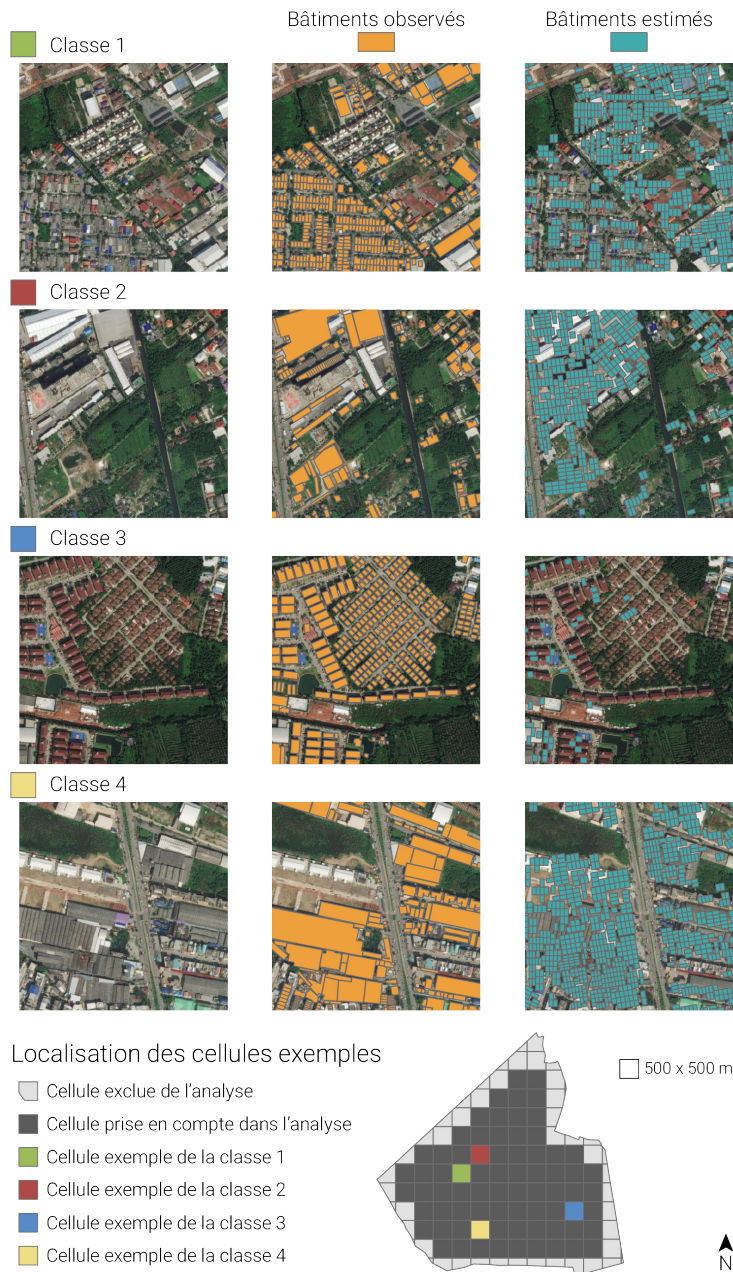 Bâtiments observés
Bâtiments estimés
Classe 1
Classe 2
Classe 3
Classe 4
Localisation des cellules exemples
500 x 500 m
Cellule exclue de l'analyse
Cellule prise en compte dans l'analyse
Cellule exemple de la classe 1
Cellule exemple de la classe 2
Cellule exemple de la classe 3
Cellule exemple de la classe 4
N